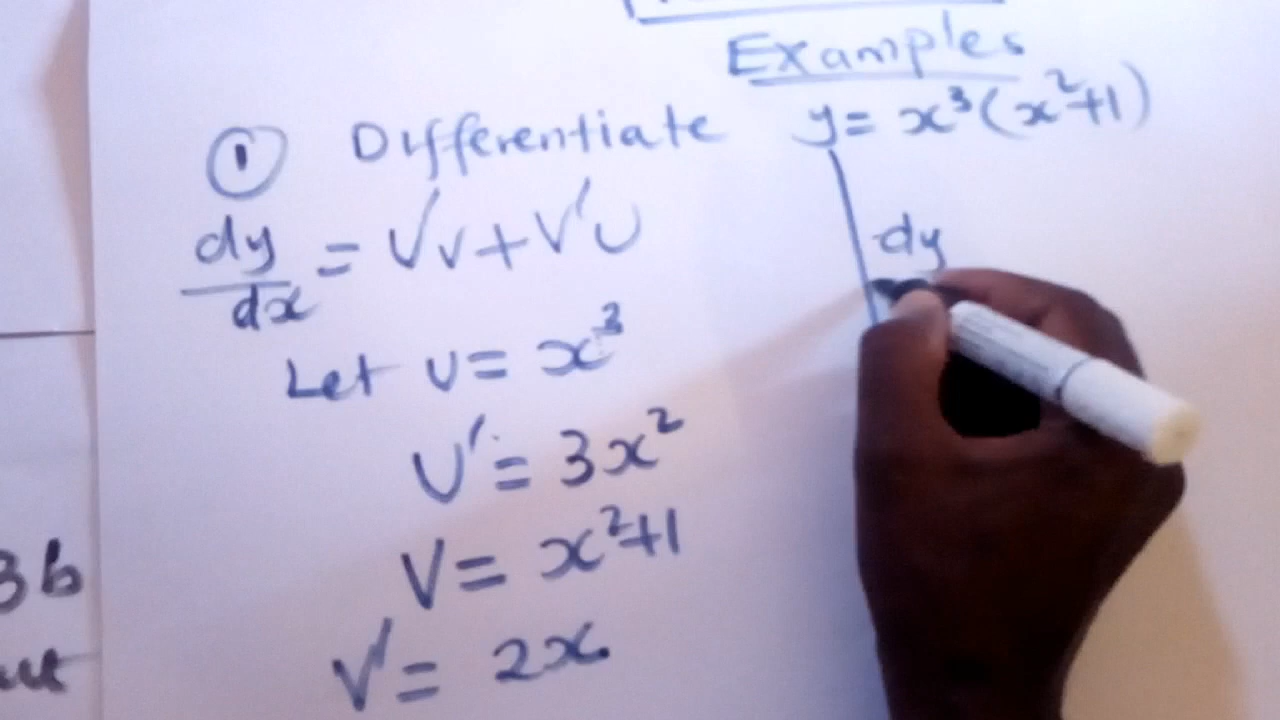 Examples
① Differentiate y = x³(x²+1)
dy/dx = U'v + V'U
Let u = x³
U' = 3x²
V = x²+1
V' = 2x
dy
3b